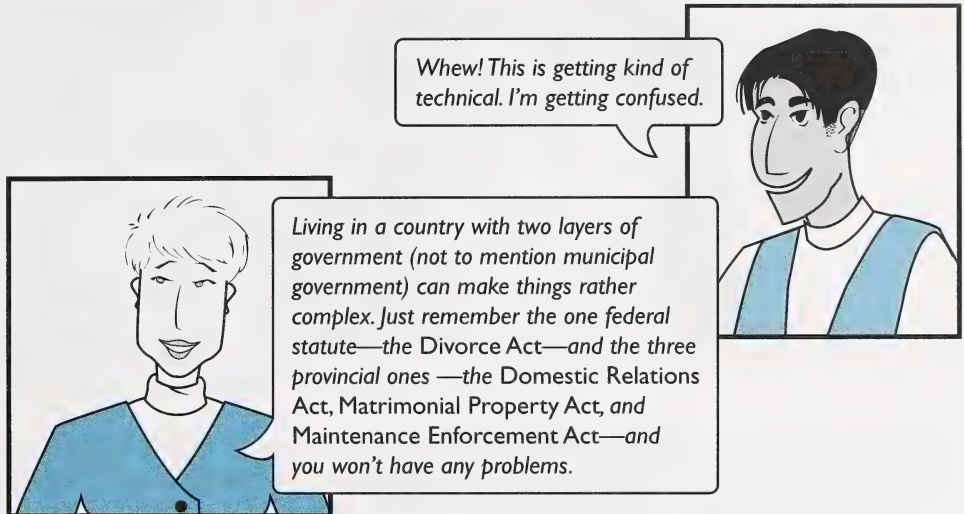 Whew! This is getting kind of
technical. I'm getting confused.
Living in a country with two layers of
government (not to mention municipal
government) can make things rather
complex. Just remember the one federal
statute—the Divorce Act—and the three
provincial ones —the Domestic Relations
Act, Matrimonial Property Act, and
Maintenance Enforcement Act—and
you won't have any problems.